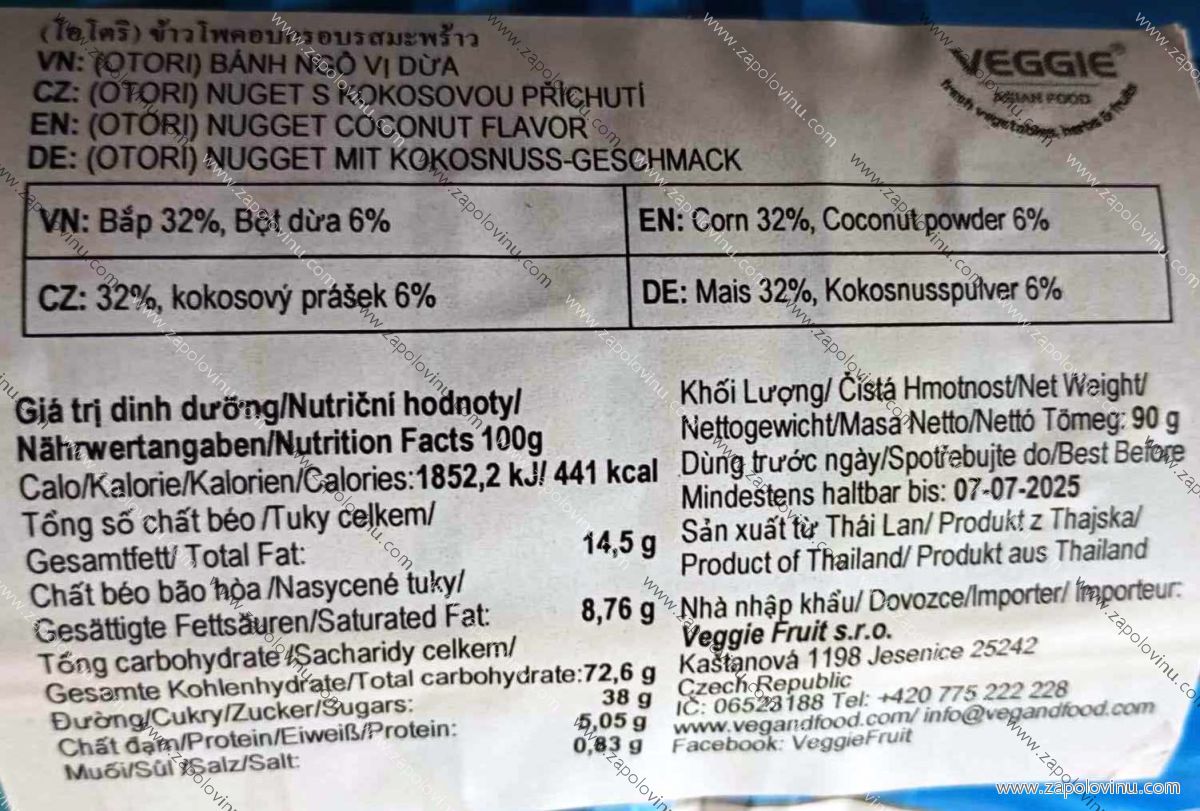 (โอโตริ) ข้าวโพดอบกรอบรสมะพร้าว
VN: (OTORI) BÁNH NGÔ VỊ DỪA
CZ: (OTORI) NUGET S KOKOSOVOU PŘÍCHUTÍ
EN: (OTORI) NUGGET COCONUT FLAVOR
DE: (OTORI) NUGGET MIT KOKOSNUSS-GESCHMACK
VEGGIE®
ASIAN FOOD
fresh vegetables, herbs & fruits
VN: Bắp 32%, Bột dừa 6%
EN: Corn 32%, Coconut powder 6%
CZ: 32%, kokosový prášek 6%
DE: Mais 32%, Kokosnusspulver 6%
Giá trị dinh dưỡng/Nutriční hodnoty/
Nährwertangaben/Nutrition Facts 100g
Calo/Kalorie/Kalorien/Calories:1852,2 kJ/ 441 kcal
Tổng số chất béo /Tuky celkem/
Gesamtfett/ Total Fat: 14,5 g
Chất béo bão hòa /Nasycené tuky/
Gesättigte Fettsäuren/Saturated Fat: 8,76 g
Tổng carbohydrate /Sacharidy celkem/
Gesamte Kohlenhydrate/Total carbohydrate:72,6 g
Đường/Cukry/Zucker/Sugars: 38 g
Chất đạm/Protein/Eiweiß/Protein: 5,05 g
Muối/Sůl /Salz/Salt: 0,83 g
Khối Lượng/ Čistá Hmotnost/Net Weight/
Nettogewicht/Masa Netto/Nettó Tömeg: 90 g
Dùng trước ngày/Spotřebujte do/Best Before
Mindestens haltbar bis: 07-07-2025
Sản xuất từ Thái Lan/ Produkt z Thajska/
Product of Thailand/ Produkt aus Thailand
Nhà nhập khẩu/ Dovozce/Importer/ Importeur:
Veggie Fruit s.r.o.
Kaštanová 1198 Jesenice 25242
Czech Republic
IČ: 06523188 Tel: +420 775 222 228
www.vegandfood.com/ info@vegandfood.com
Facebook: VeggieFruit
www.zapolovinu.com